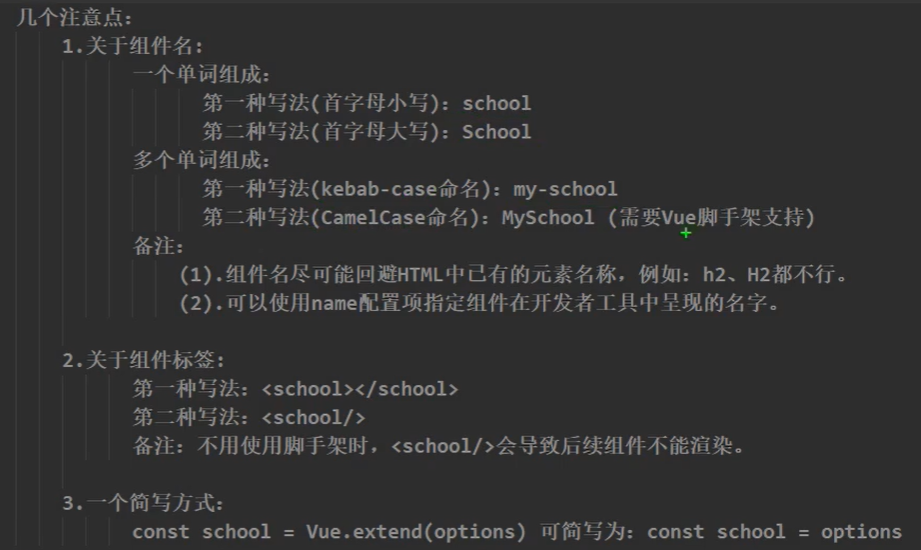 几个注意点:
1.关于组件名:
一个单词组成:
第一种写法(首字母小写): school
第二种写法(首字母大写): School
多个单词组成:
第一种写法(kebab-case命名): my-school
第二种写法(CamelCase命名): MySchool (需要Vue脚手架支持)
备注:
(1).组件名尽可能回避HTML中已有的元素名称，例如: h2、H2都不行。
(2).可以使用name配置项指定组件在开发者工具中呈现的名字。
2.关于组件标签:
第一种写法: <school></school>
第二种写法: <school/>
备注: 不用使用脚手架时，<school/>会导致后续组件不能渲染。
3.一个简写方式:
const school = Vue.extend(options) 可简写为: const school = options